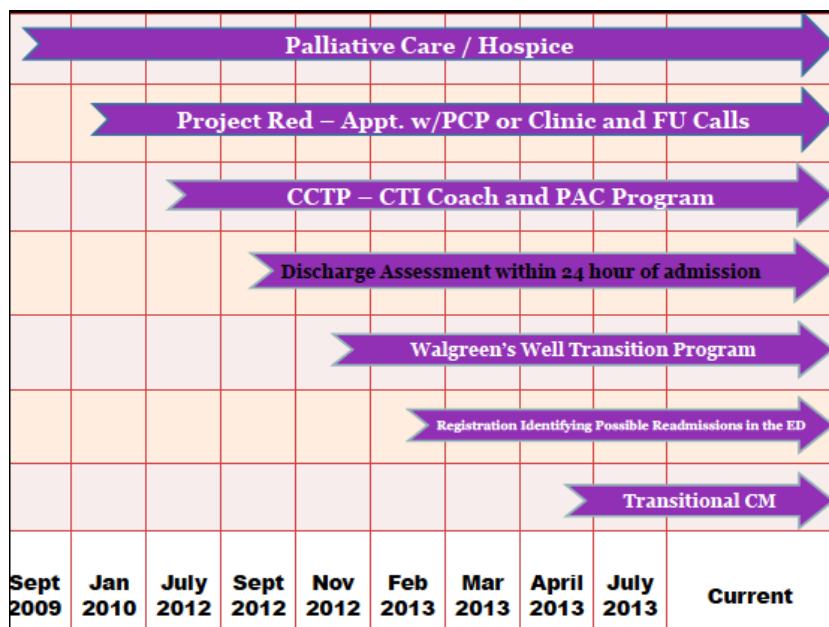 Palliative Care / Hospice
Project Red – Appt. w/PCP or Clinic and FU Calls
CCTP – CTI Coach and PAC Program
Discharge Assessment within 24 hour of admission
Walgreen's Well Transition Program
Registration Identifying Possible Readmissions in the ED
Transitional CM
Sept 2009
Jan 2010
July 2012
Sept 2012
Nov 2012
Feb 2013
Mar 2013
April 2013
July 2013
Current